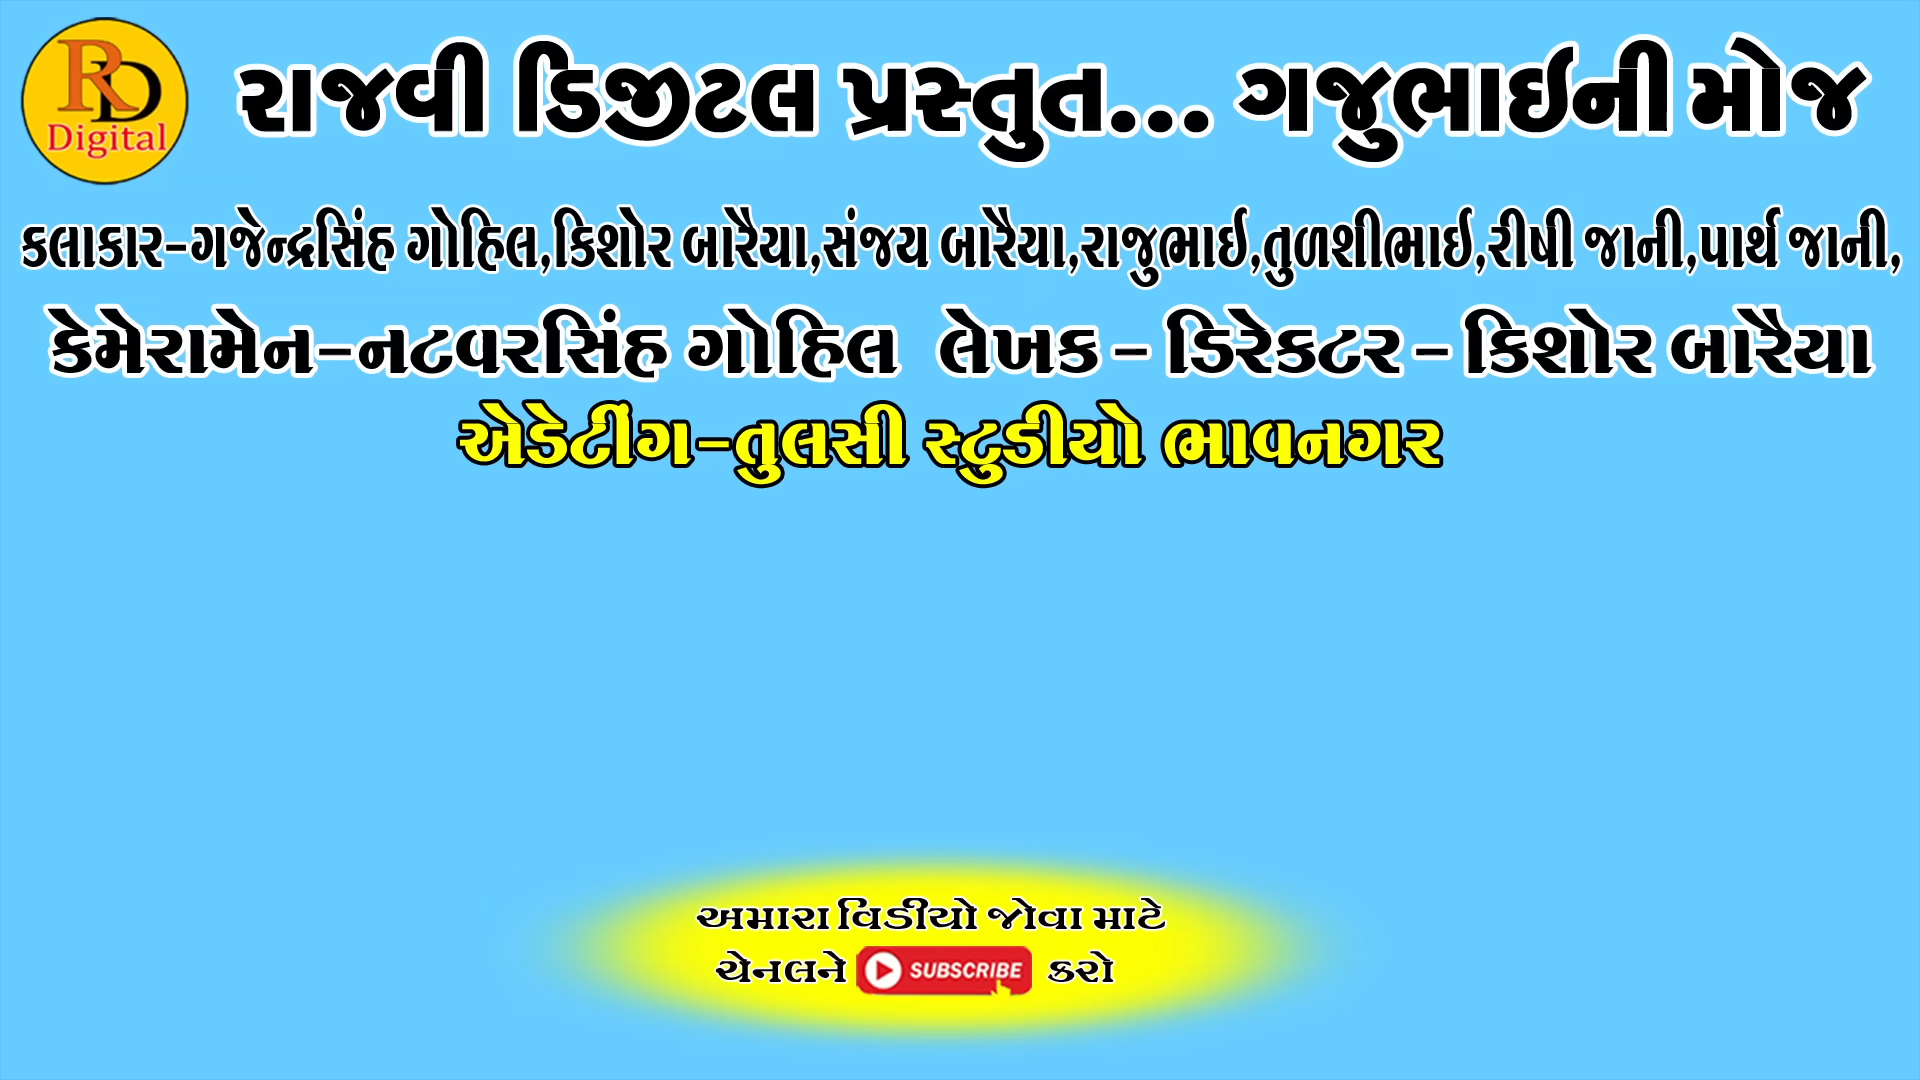 RD
Digital
રાજવી ડિજીટલ પ્રસ્તુત... ગજુભાઇની મોજ
કલાકાર-ગજેન્દ્રસિંહ ગોહિલ,કિશોર બારૈયા,સંજય બારૈયા,રાજુભાઇ,તુળશીભાઇ,રીષી જાની,પાર્થ જાની,
કેમેરામેન-નટવરસિંહ ગોહિલ લેખક - ડિરેકટર - કિશોર બારૈયા
એડેટીંગ-તુલસી સ્ટુડીયો ભાવનગર
અમારા વિડીયો જોવા માટે
ચેનલને SUBSCRIBE કરો